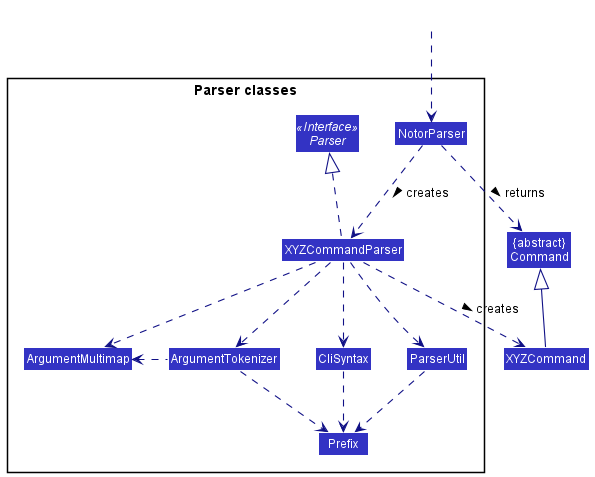 Parser classes
«Interface»
Parser
NotorParser
creates
returns
XYZCommandParser
{abstract}
Command
creates
ArgumentMultimap
ArgumentTokenizer
CliSyntax
ParserUtil
XYZCommand
Prefix